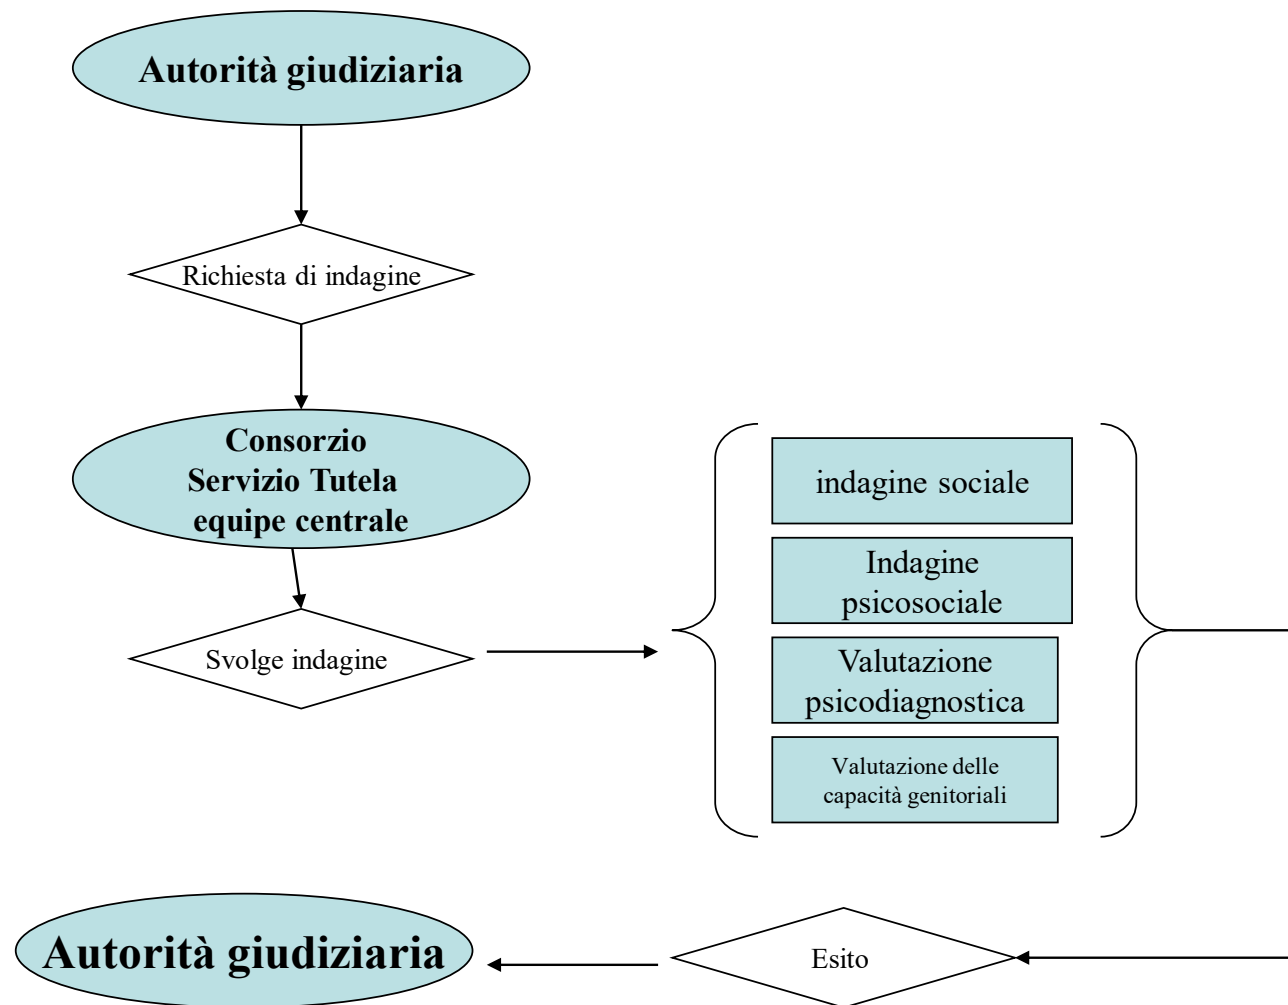 Autorità giudiziaria
Richiesta di indagine
Consorzio
Servizio Tutela
equipe centrale
Svolge indagine
indagine sociale
Indagine
psicosociale
Valutazione
psicodiagnostica
Valutazione delle
capacità genitoriali
Esito
Autorità giudiziaria